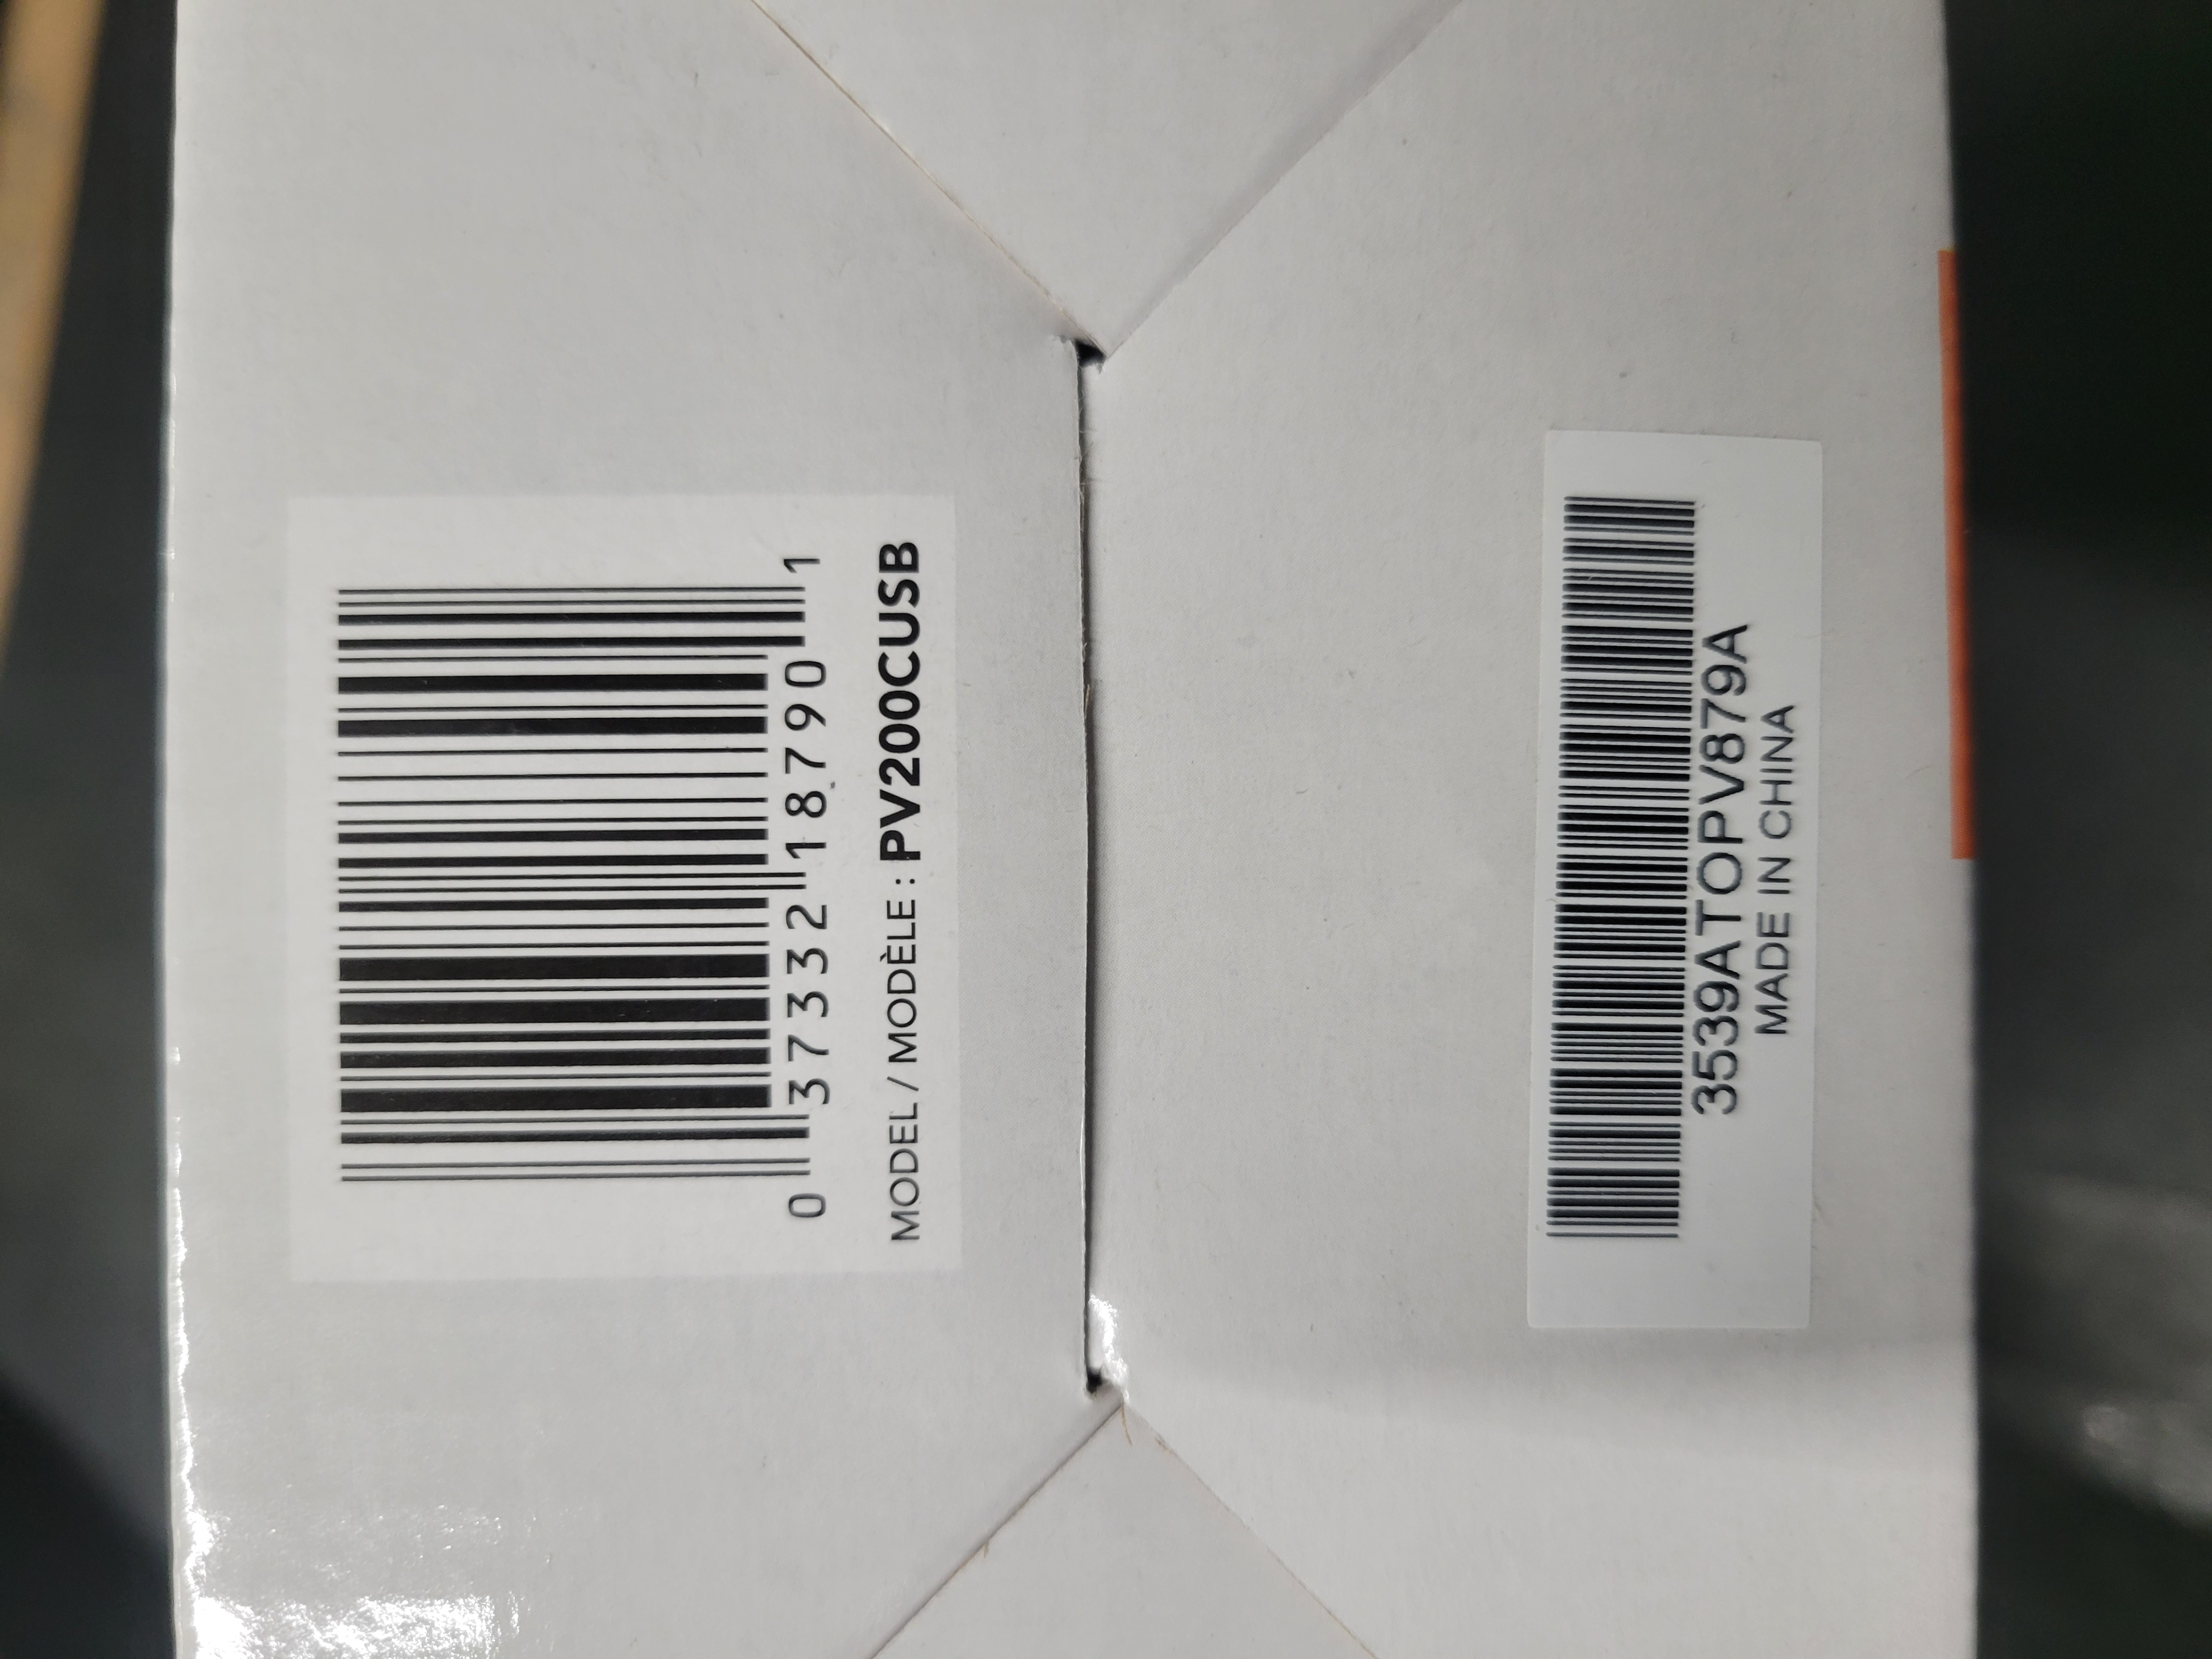 0 37332 18790 1
MODEL / MODÈLE : PV200CUSB
3539ATOPV879A
MADE IN CHINA